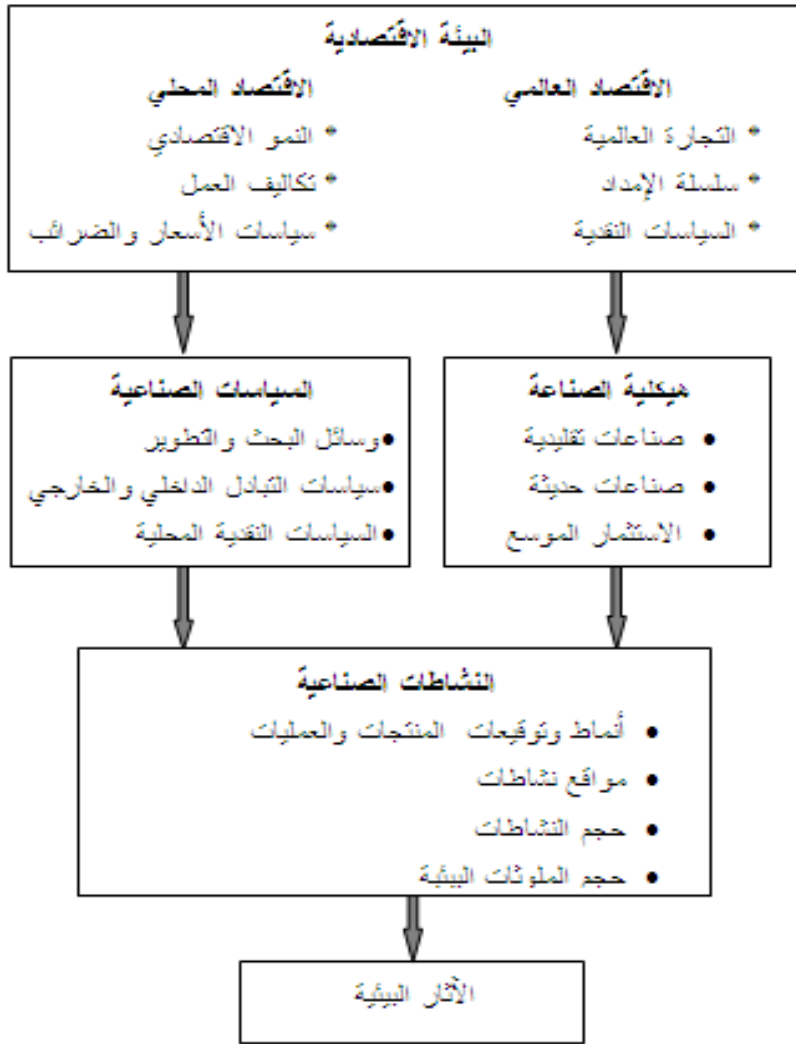 البيئة الاقتصادية
الاقتصاد العالمي
* التجارة العالمية
* سلسلة الإمداد
* السياسات النقدية
الاقتصاد المحلي
* النمو الاقتصادي
* تكاليف العمل
* سياسات الأسعار والضرائب
هيكلية الصناعة
• صناعات تقليدية
• صناعات حديثة
• الاستثمار الموسع
السياسات الصناعية
• وسائل البحث والتطوير
• سياسات التبادل الداخلي والخارجي
• السياسات النقدية المحلية
النشاطات الصناعية
• أنماط وتوقيعات المنتجات والعمليات
• مواقع نشاطات
• حجم النشاطات
• حجم الملوثات البيئية
الآثار البيئية